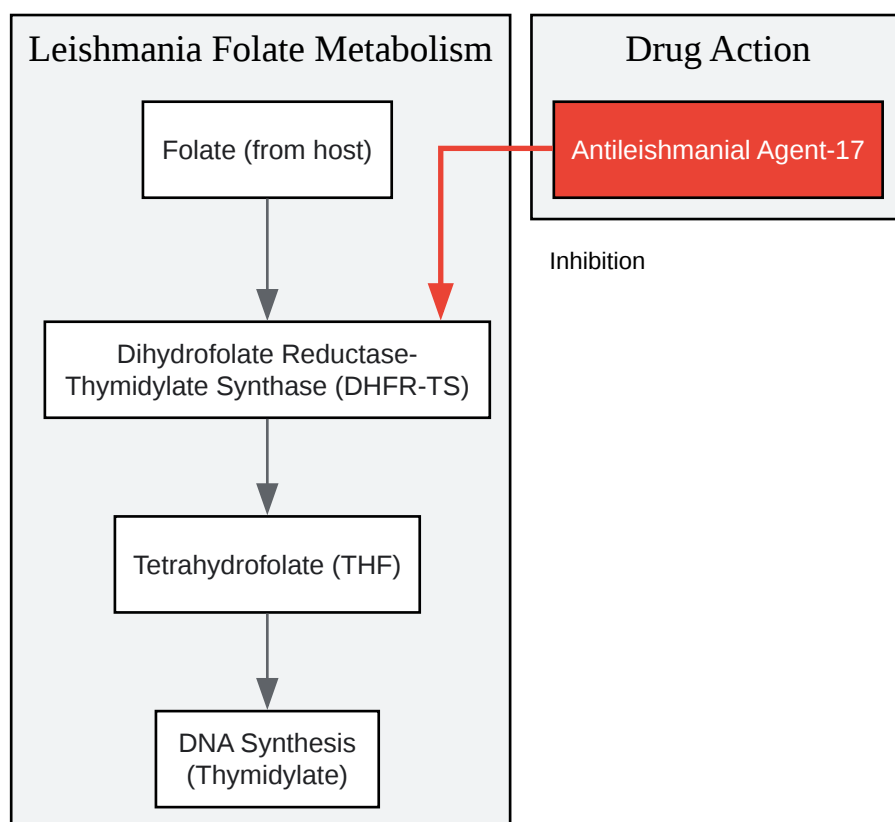 Leishmania Folate Metabolism
Folate (from host)
Dihydrofolate Reductase-
Thymidylate Synthase (DHFR-TS)
Tetrahydrofolate (THF)
DNA Synthesis
(Thymidylate)
Drug Action
Antileishmanial Agent-17
Inhibition